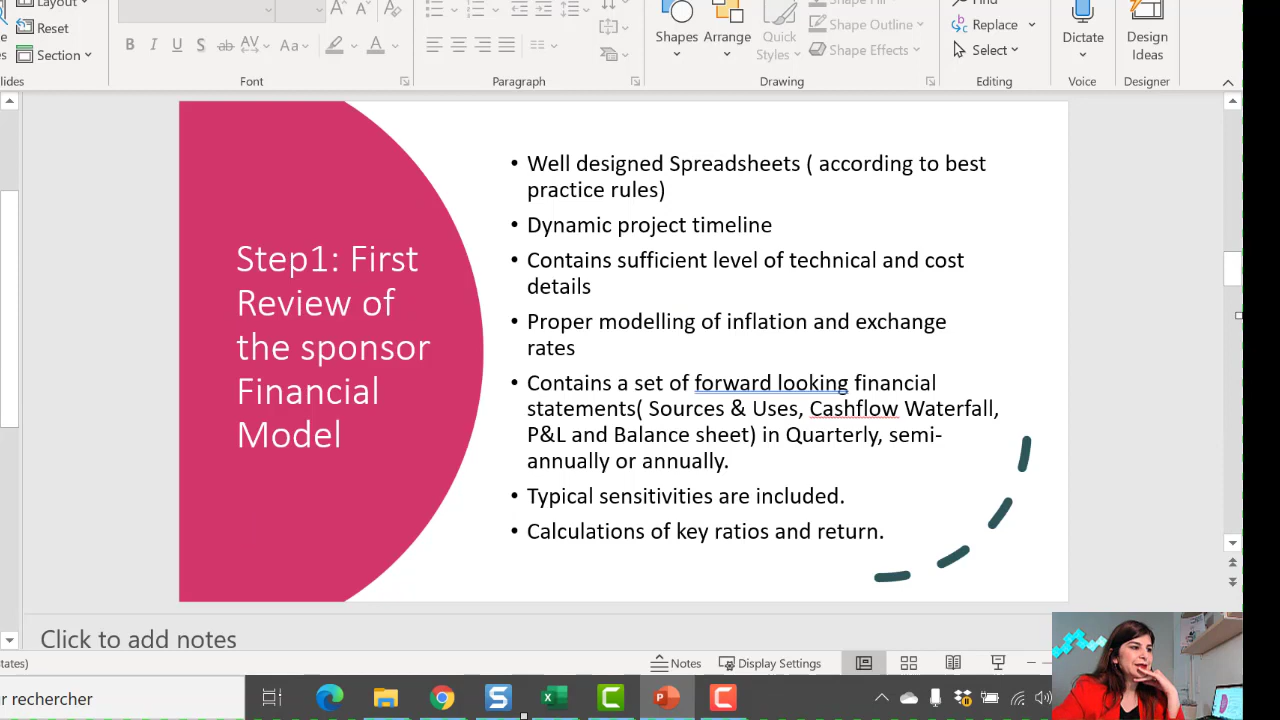 Layout
Reset
Section
lides
B I U S ab AV Aa A
Font
Paragraph
Shapes
Arrange
Quick
Styles
Shape Fill
Shape Outline
Shape Effects
Drawing
Find
Replace
Select
Editing
Dictate
Voice
Design
Ideas
Designer
Step1: First
Review of
the sponsor
Financial
Model
• Well designed Spreadsheets ( according to best
practice rules)
• Dynamic project timeline
• Contains sufficient level of technical and cost
details
• Proper modelling of inflation and exchange
rates
• Contains a set of forward looking financial
statements( Sources & Uses, Cashflow Waterfall,
P&L and Balance sheet) in Quarterly, semi-
annually or annually.
• Typical sensitivities are included.
• Calculations of key ratios and return.
Click to add notes
tates)
Notes
Display Settings
ur rechercher